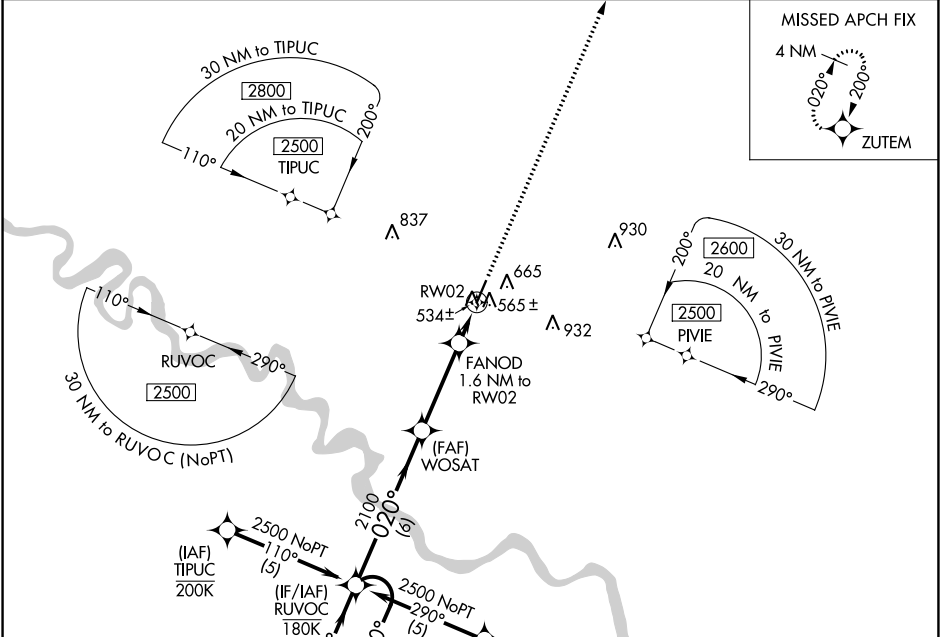 MISSED APCH FIX
4 NM
020°
200°
ZUTEM
30 NM to TIPUC
2800
20 NM to TIPUC
200°
2500
TIPUC
110°
837
930
200°
2600
30 NM to PIVIE
20 NM to PIVIE
2500
PIVIE
290°
665
RW02
534±
565±
932
110°
RUVOC
290°
2500
30 NM to RUVOC (NoPT)
FANOD
1.6 NM to
RW02
(FAF)
WOSAT
2100
020°
(6)
2500 NoPT
110°
(5)
(IAF)
TIPUC
200K
(IF/IAF)
RUVOC
180K
2500 NoPT
290°
(5)